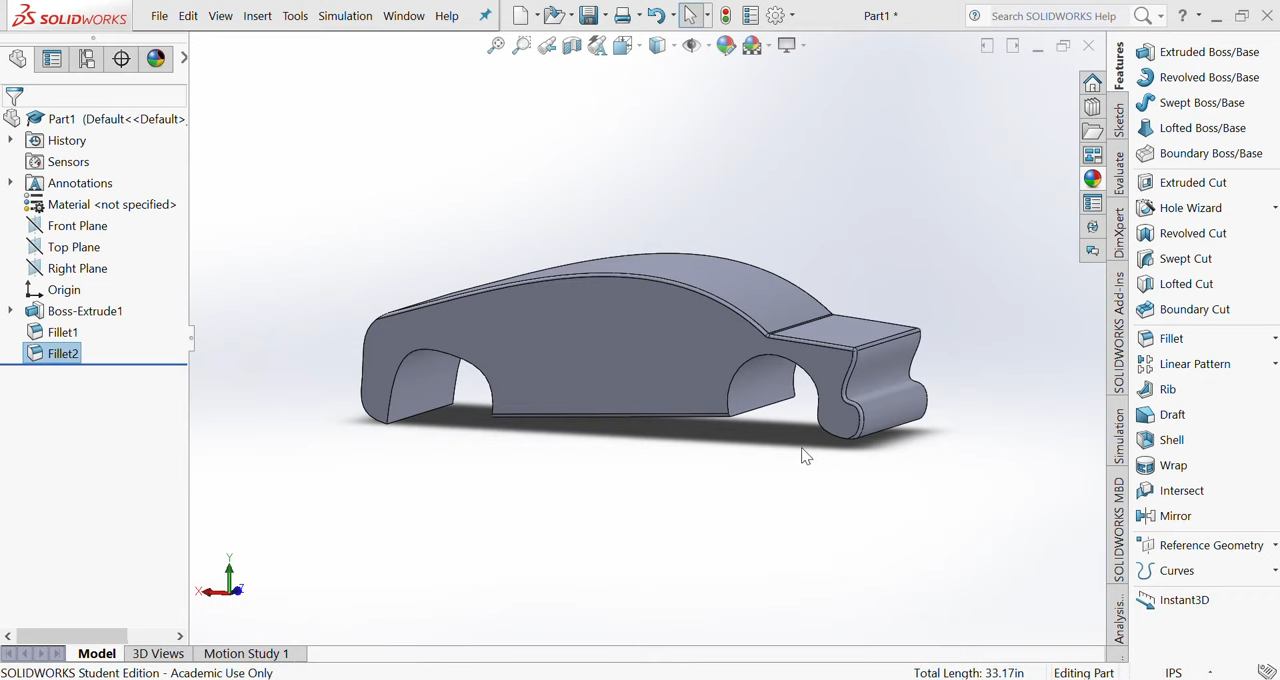 SOLIDWORKS File Edit View Insert Tools Simulation Window Help Part1 * Search SOLIDWORKS Help ?
Part1 (Default<<Default>
History
Sensors
Annotations
Material <not specified>
Front Plane
Top Plane
Right Plane
Origin
Boss-Extrude1
Fillet1
Fillet2
Y
X
Z
Features
Sketch
Evaluate
DimXpert
SOLIDWORKS Add-Ins
Simulation
SOLIDWORKS MBD
Analysis...
Extruded Boss/Base
Revolved Boss/Base
Swept Boss/Base
Lofted Boss/Base
Boundary Boss/Base
Extruded Cut
Hole Wizard
Revolved Cut
Swept Cut
Lofted Cut
Boundary Cut
Fillet
Linear Pattern
Rib
Draft
Shell
Wrap
Intersect
Mirror
Reference Geometry
Curves
Instant3D
Model 3D Views Motion Study 1
SOLIDWORKS Student Edition - Academic Use Only Total Length: 33.17in Editing Part IPS